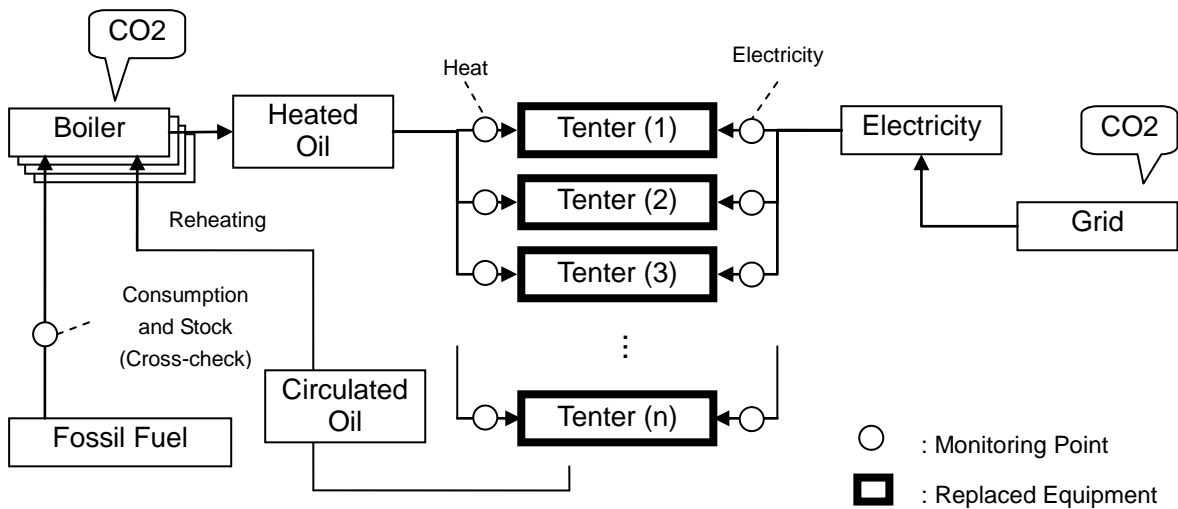 CO2
Boiler
Heated
Oil
Heat
Tenter (1)
Electricity
Electricity
CO2
Tenter (2)
Grid
Reheating
Tenter (3)
Consumption
and Stock
(Cross-check)
⋮
Circulated
Oil
Tenter (n)
Fossil Fuel
: Monitoring Point
: Replaced Equipment